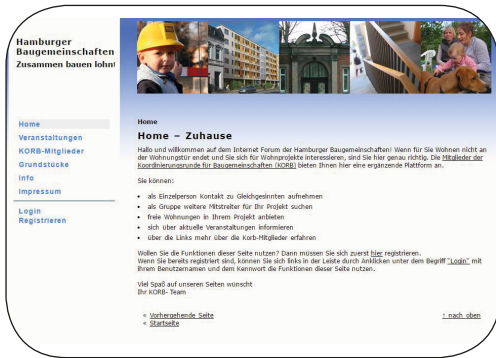 Hamburger
Baugemeinschaften
Zusammen bauen lohnt
Home
Veranstaltungen
KORB-Mitglieder
Grundstücke
Info
Impressum
Login
Registrieren
Home
Home – Zuhause
Hallo und willkommen auf dem Internet Forum der Hamburger Baugemeinschaften! Wenn für Sie Wohnen nicht an
der Wohnungstür endet und Sie sich für Wohnprojekte interessieren, sind Sie hier genau richtig. Die Mitglieder der
Koordinierungsrunde für Baugemeinschaften (KORB) bieten Ihnen hier eine ergänzende Plattform an.
Sie können:
• als Einzelperson Kontakt zu Gleichgesinnten aufnehmen
• als Gruppe weitere Mitstreiter für Ihr Projekt suchen
• freie Wohnungen in Ihrem Projekt anbieten
• sich über aktuelle Veranstaltungen informieren
• über die Links mehr über die Korb-Mitglieder erfahren
Wollen Sie die Funktionen dieser Seite nutzen? Dann müssen Sie sich zuerst hier registrieren.
Wenn Sie bereits registriert sind, können Sie sich links in der Leiste durch Anklicken unter dem Begriff "Login" mit
ihrem Benutzernamen und dem Kennwort die Funktionen dieser Seite nutzen.
Viel Spaß auf unseren Seiten wünscht
Ihr KORB- Team
« Vorhergehende Seite
↑ nach oben
« Startseite